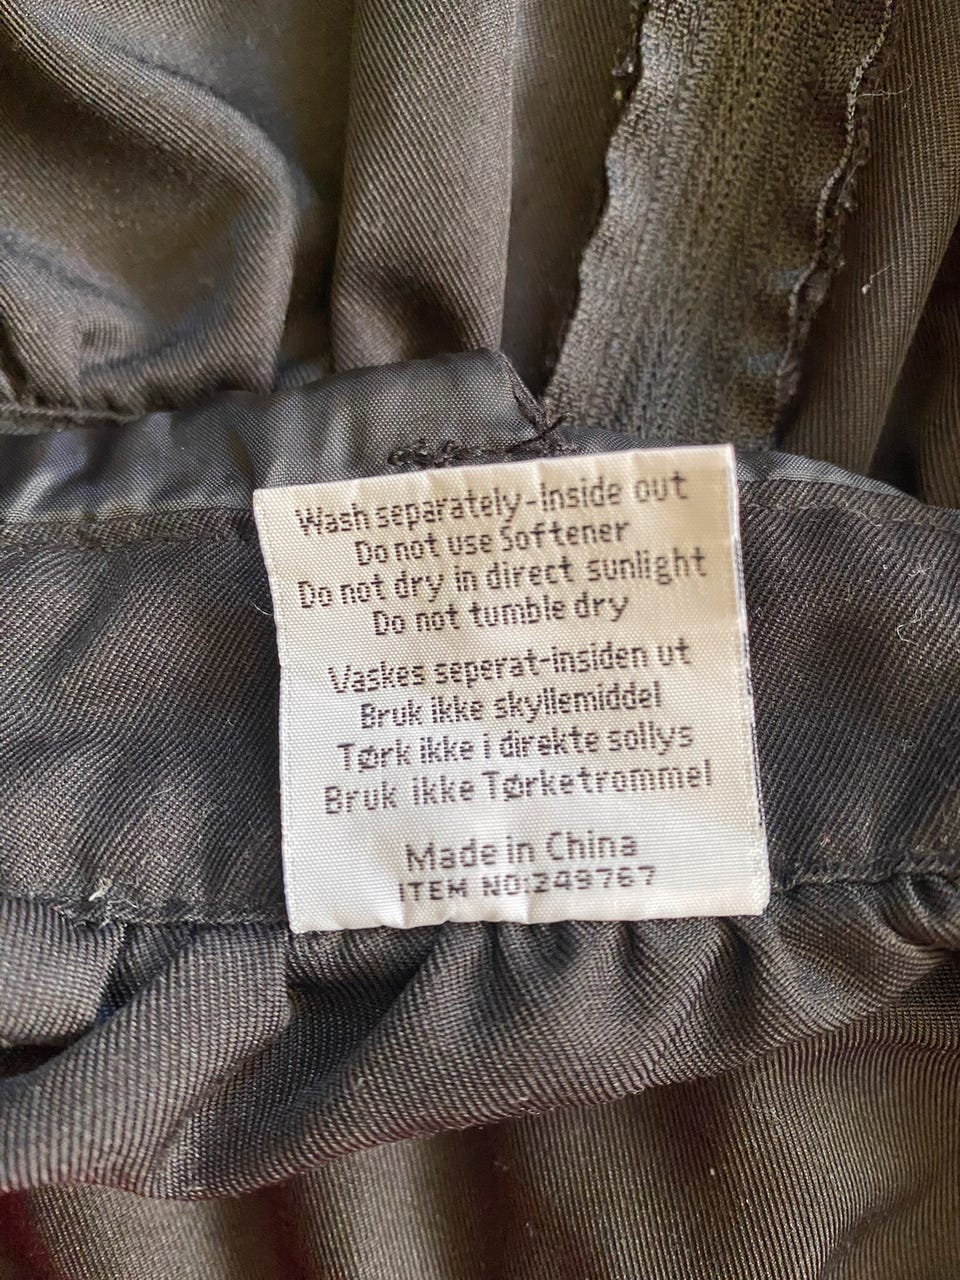 Wash separately-Inside out
Do not use Softener
Do not dry in direct sunlight
Do not tumble dry
Vaskes seperat-insiden ut
Bruk ikke skyllemiddel
Tørk ikke i direkte sollys
Bruk ikke Tørketrommel
Made in China
ITEM NO:249767